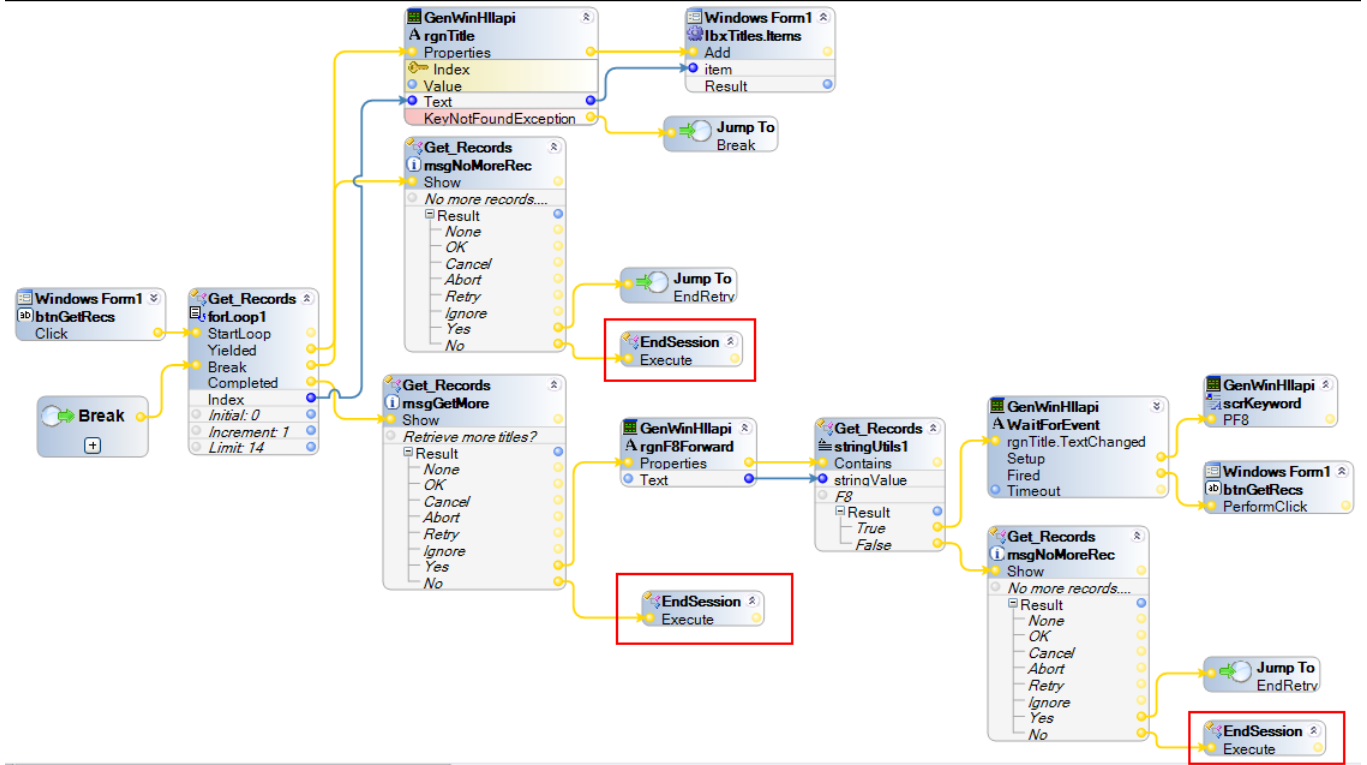 GenWinHllapi
A rgnTitle
Properties
Index
Value
Text
KeyNotFoundException
Windows Form1
lbxTitles.Items
Add
item
Result
Jump To
Break
Get_Records
msgNoMoreRec
Show
No more records....
Result
None
OK
Cancel
Abort
Retry
Ignore
Yes
No
Jump To
EndRetry
EndSession
Execute
Windows Form1
ab btnGetRecs
Click
Get_Records
forLoop1
StartLoop
Yielded
Break
Completed
Index
Initial: 0
Increment: 1
Limit: 14
Break
Get_Records
msgGetMore
Show
Retrieve more titles?
Result
None
OK
Cancel
Abort
Retry
Ignore
Yes
No
GenWinHllapi
A rgnF8Forward
Properties
Text
EndSession
Execute
Get_Records
stringUtils1
Contains
stringValue
F8
Result
True
False
GenWinHllapi
A WaitForEvent
rgnTitle.TextChanged
Setup
Fired
Timeout
GenWinHllapi
scrKeyword
PF8
Windows Form1
ab btnGetRecs
PerformClick
Get_Records
msgNoMoreRec
Show
No more records....
Result
None
OK
Cancel
Abort
Retry
Ignore
Yes
No
Jump To
EndRetry
EndSession
Execute